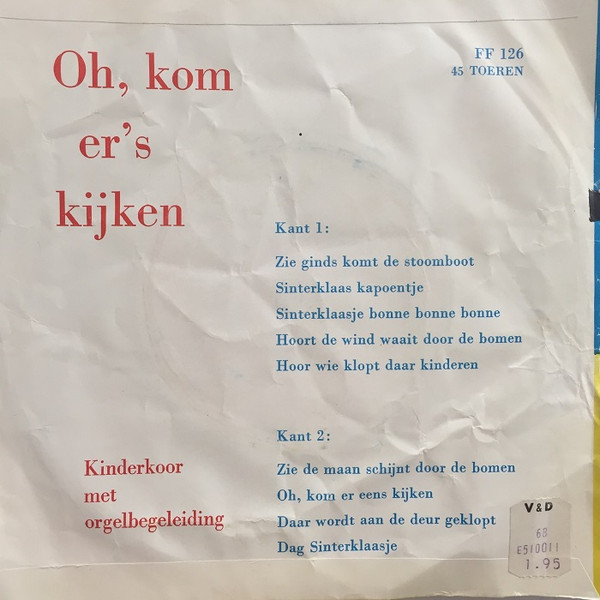 Oh, kom
er's
kijken
FF 126
45 TOEREN
Kant 1:
Zie ginds komt de stoomboot
Sinterklaas kapoentje
Sinterklaasje bonne bonne bonne
Hoort de wind waait door de bomen
Hoor wie klopt daar kinderen
Kant 2:
Zie de maan schijnt door de bomen
Oh, kom er eens kijken
Daar wordt aan de deur geklopt
Dag Sinterklaasje
Kinderkoor
met
orgelbegeleiding
V&D
68
E510011
1.95